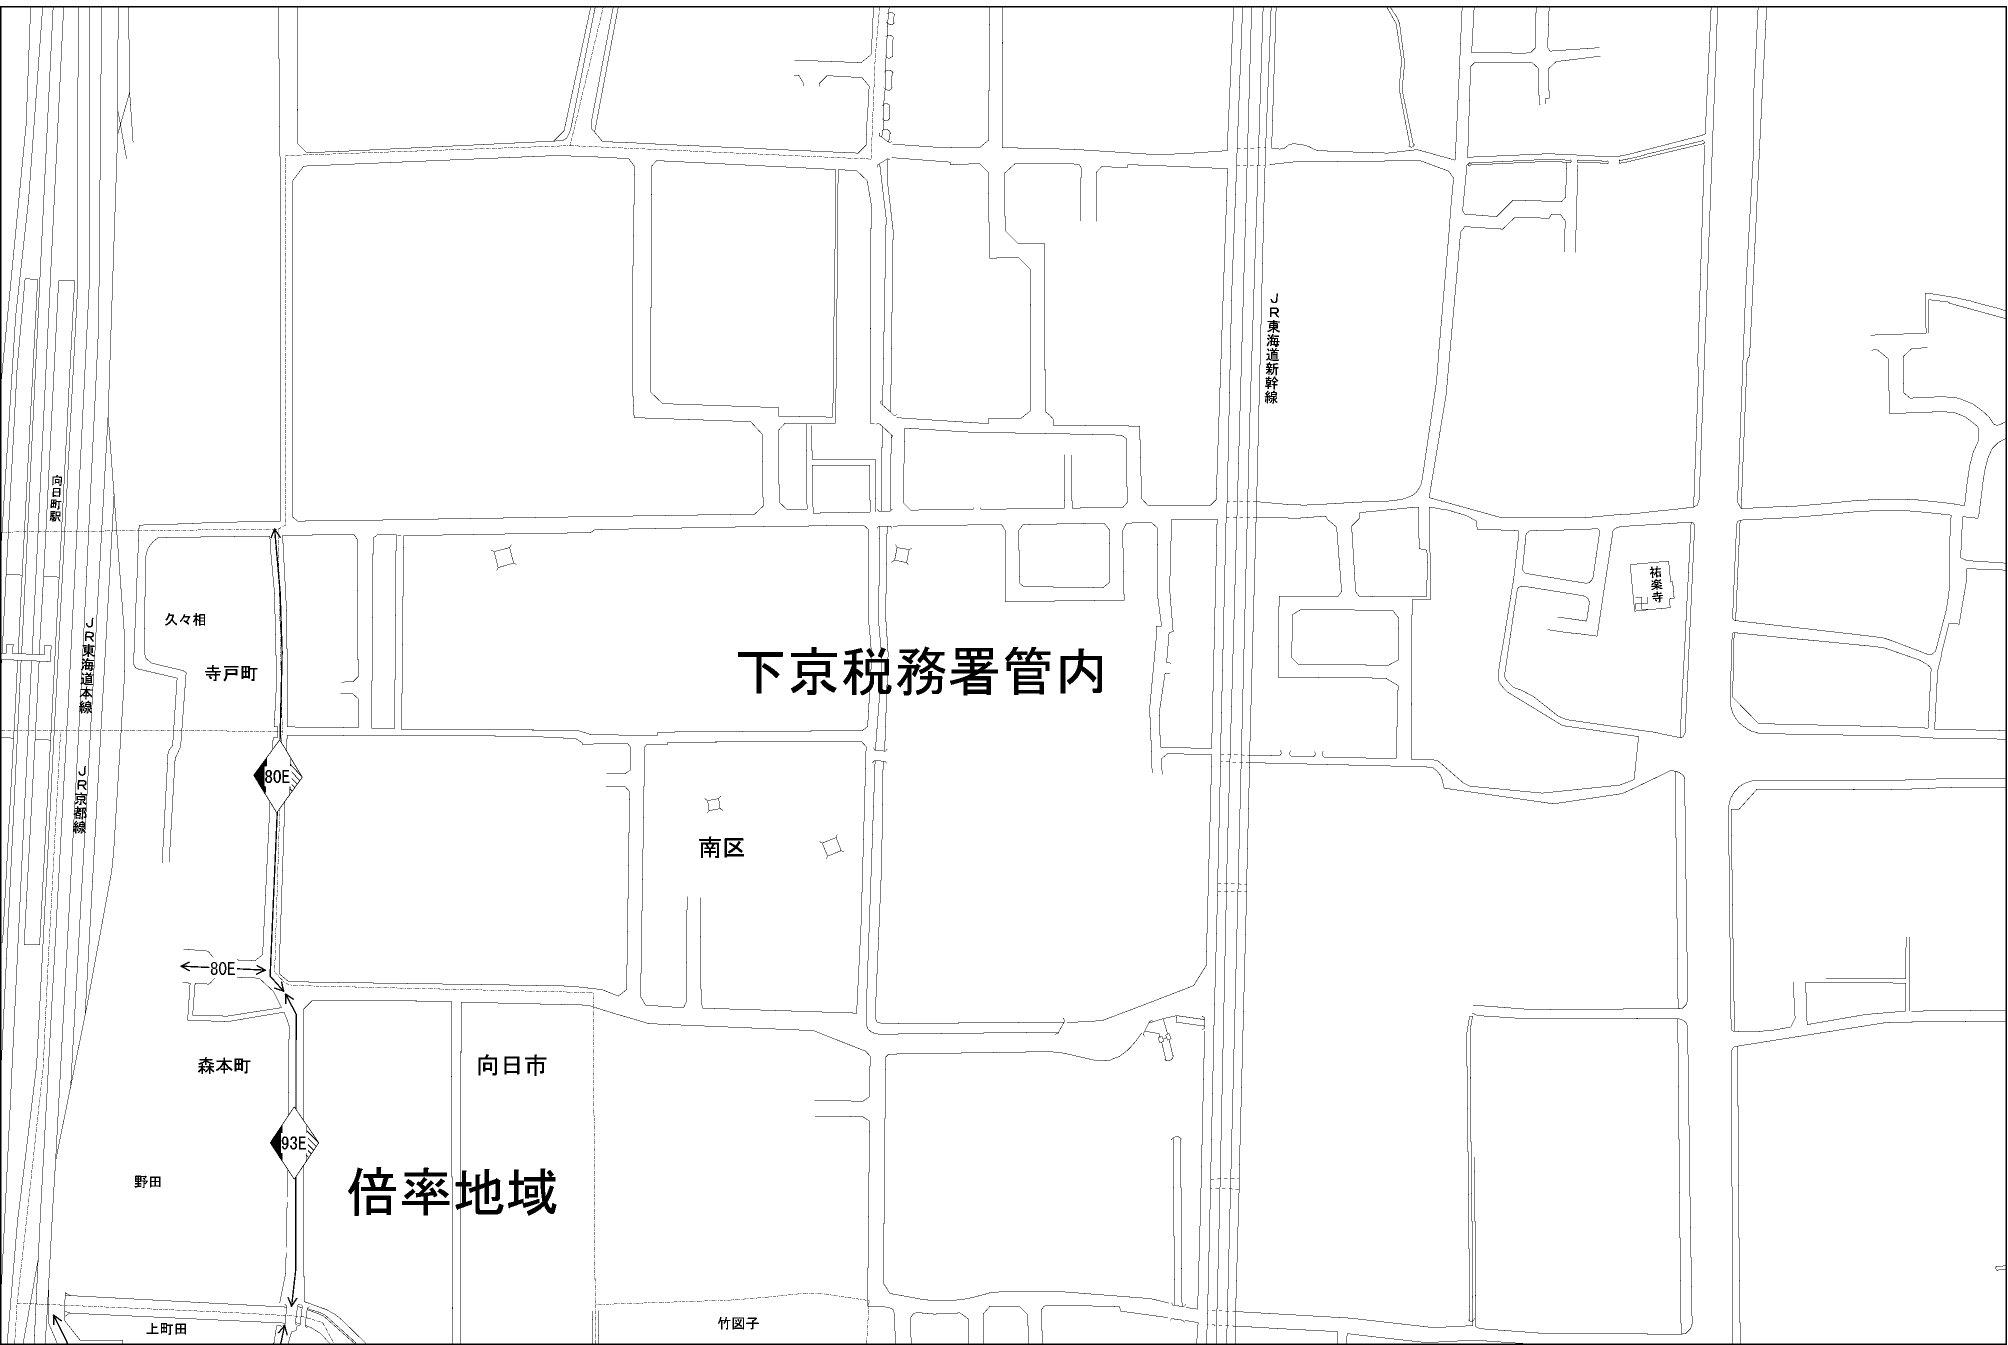 JR東海道新幹線
向日町駅
祐楽寺
久々相
寺戸町
JR東海道本線
下京税務署管内
80E
JR京都線
南区
80E
森本町
向日市
93E
野田
倍率地域
上町田
竹図子